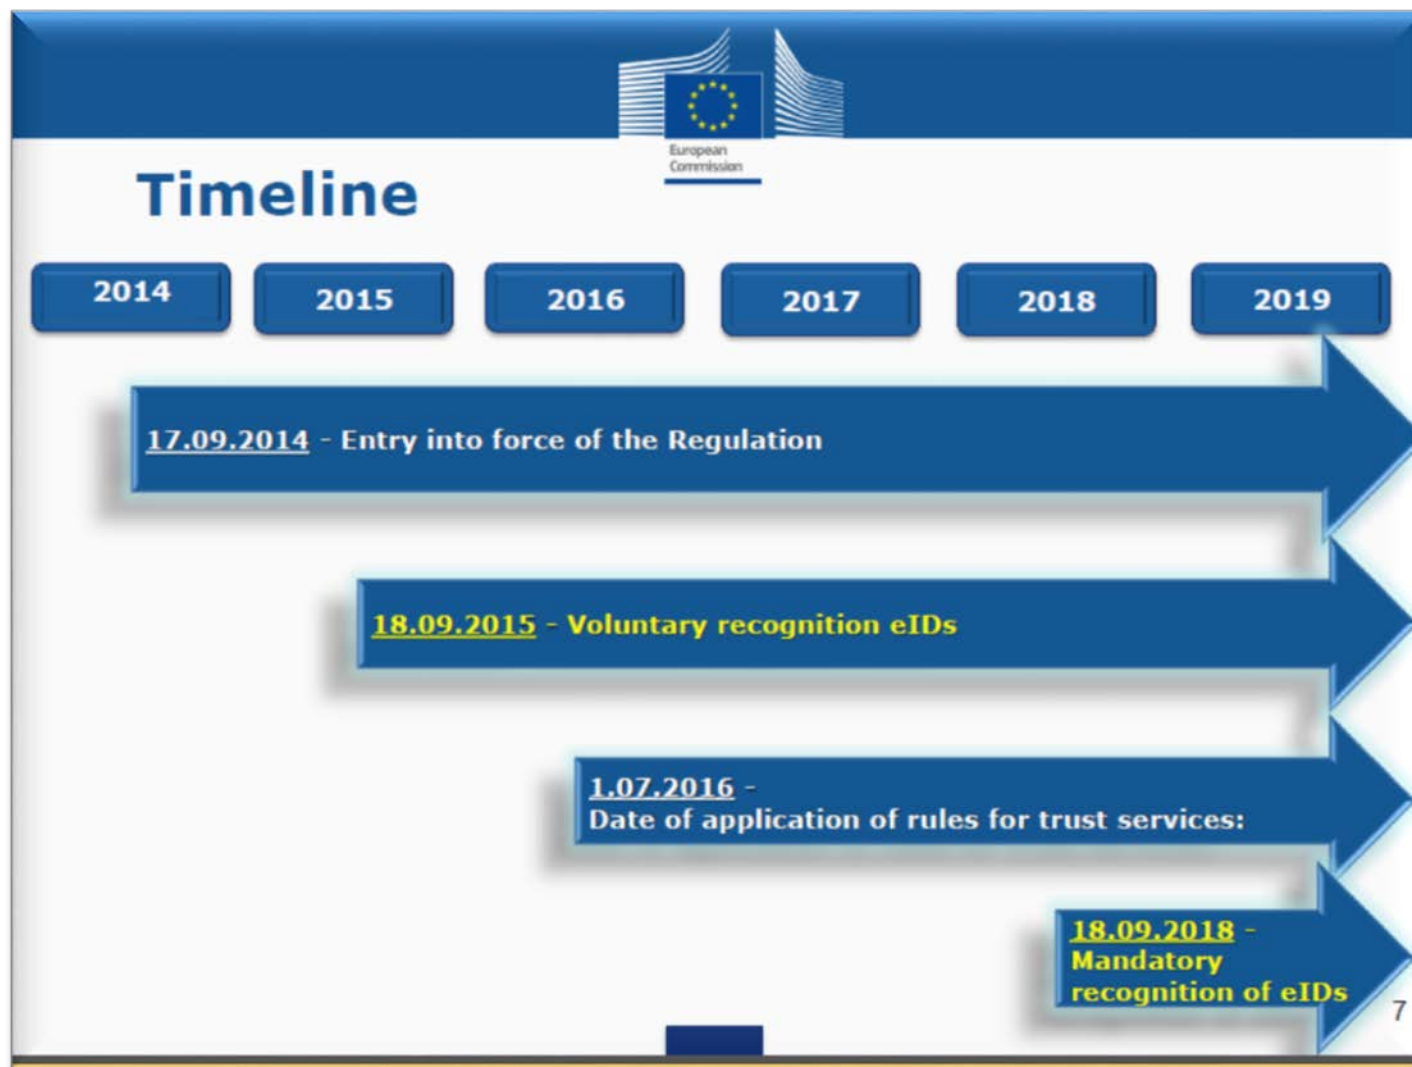 European
Commission
Timeline
2014
2015
2016
2017
2018
2019
17.09.2014 - Entry into force of the Regulation
18.09.2015 - Voluntary recognition eIDs
1.07.2016 -
Date of application of rules for trust services:
18.09.2018 -
Mandatory
recognition of eIDs
7